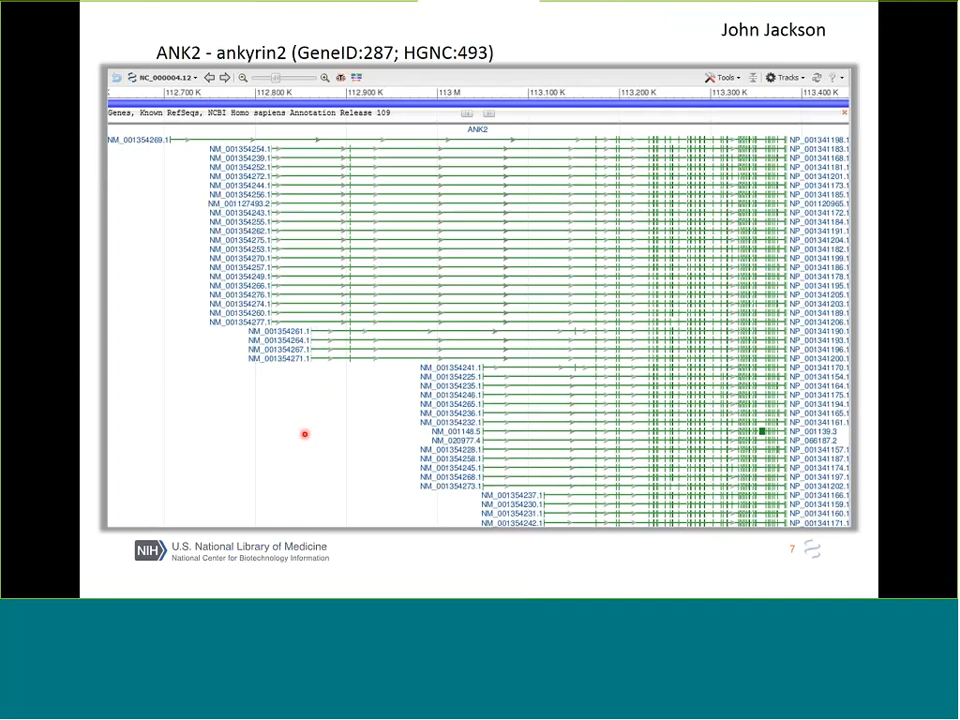 John Jackson
ANK2 - ankyrin2 (GeneID:287; HGNC:493)
NC_000004.12 Tools Tracks ?
112.700 K 112.800 K 112.900 K 113 M 113.100 K 113.200 K 113.300 K 113.400 K
Genes, Known RefSeqs, NCBI Homo sapiens Annotation Release 109
ANK2
NM_001354269.1 NP_001341198.1
NM_001354254.1 NP_001341183.1
NM_001354239.1 NP_001341168.1
NM_001354252.1 NP_001341181.1
NM_001354272.1 NP_001341201.1
NM_001354244.1 NP_001341173.1
NM_001354256.1 NP_001341185.1
NM_001127493.2 NP_001120965.1
NM_001354243.1 NP_001341172.1
NM_001354255.1 NP_001341184.1
NM_001354262.1 NP_001341191.1
NM_001354275.1 NP_001341204.1
NM_001354253.1 NP_001341182.1
NM_001354270.1 NP_001341199.1
NM_001354257.1 NP_001341186.1
NM_001354249.1 NP_001341178.1
NM_001354266.1 NP_001341195.1
NM_001354276.1 NP_001341205.1
NM_001354274.1 NP_001341203.1
NM_001354260.1 NP_001341189.1
NM_001354277.1 NP_001341206.1
NM_001354261.1 NP_001341190.1
NM_001354264.1 NP_001341193.1
NM_001354267.1 NP_001341196.1
NM_001354271.1 NP_001341200.1
NM_001354241.1 NP_001341170.1
NM_001354225.1 NP_001341154.1
NM_001354235.1 NP_001341164.1
NM_001354246.1 NP_001341175.1
NM_001354265.1 NP_001341194.1
NM_001354236.1 NP_001341165.1
NM_001354232.1 NP_001341161.1
NM_001148.5 NP_001139.3
NM_020977.4 NP_066187.2
NM_001354228.1 NP_001341157.1
NM_001354258.1 NP_001341187.1
NM_001354245.1 NP_001341174.1
NM_001354268.1 NP_001341197.1
NM_001354273.1 NP_001341202.1
NM_001354237.1 NP_001341166.1
NM_001354230.1 NP_001341159.1
NM_001354231.1 NP_001341160.1
NM_001354242.1 NP_001341171.1
NIH U.S. National Library of Medicine
National Center for Biotechnology Information
7